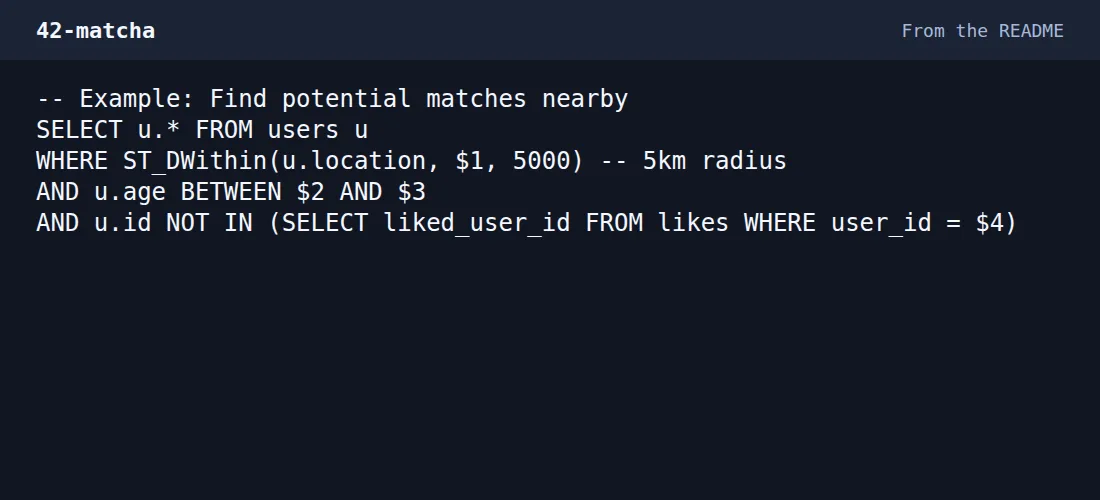 42-matcha
From the README
-- Example: Find potential matches nearby
SELECT u.* FROM users u
WHERE ST_DWithin(u.location, $1, 5000) -- 5km radius
AND u.age BETWEEN $2 AND $3
AND u.id NOT IN (SELECT liked_user_id FROM likes WHERE user_id = $4)